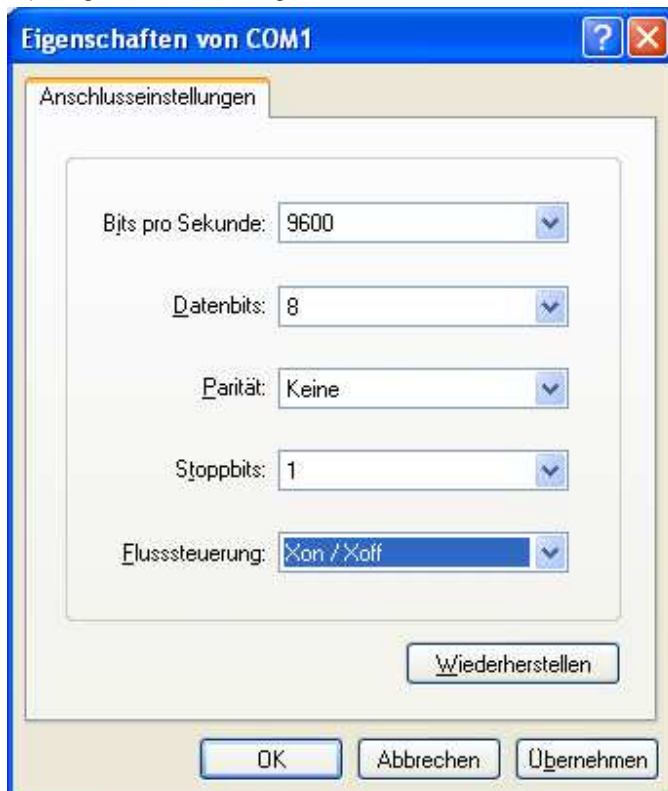 Eigenschaften von COM1
Anschlusseinstellungen
Bits pro Sekunde: 9600
Datenbits: 8
Parität: Keine
Stoppbits: 1
Flusssteuerung: Xon / Xoff
Wiederherstellen
OK Abbrechen Übernehmen